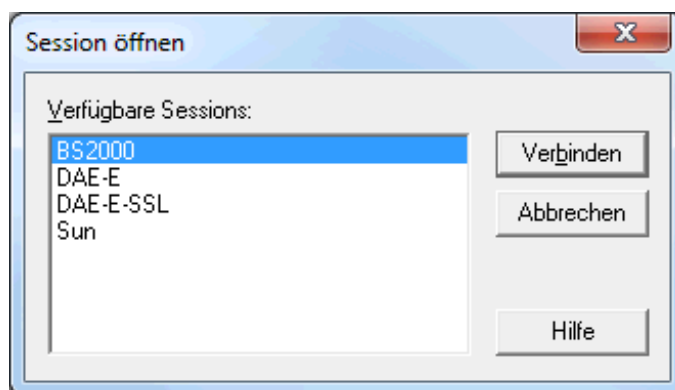 Session öffnen
Verfügbare Sessions:
BS2000
DAE-E
DAE-E-SSL
Sun
Verbinden
Abbrechen
Hilfe